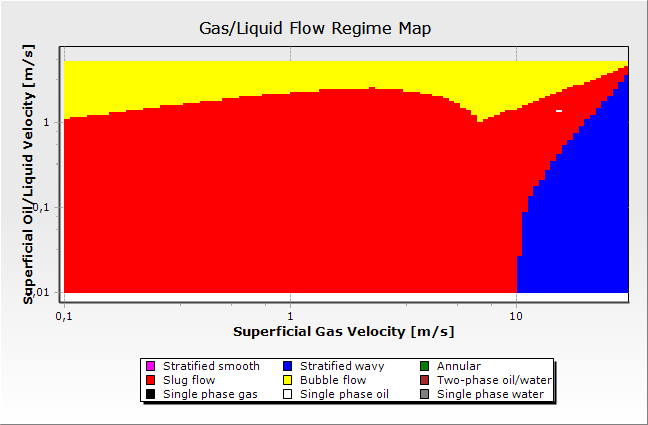 Gas/Liquid Flow Regime Map
Superficial Oil/Liquid Velocity [m/s]
1
0,1
,01
0,1
1
10
Superficial Gas Velocity [m/s]
Stratified smooth
Stratified wavy
Annular
Slug flow
Bubble flow
Two-phase oil/water
Single phase gas
Single phase oil
Single phase water